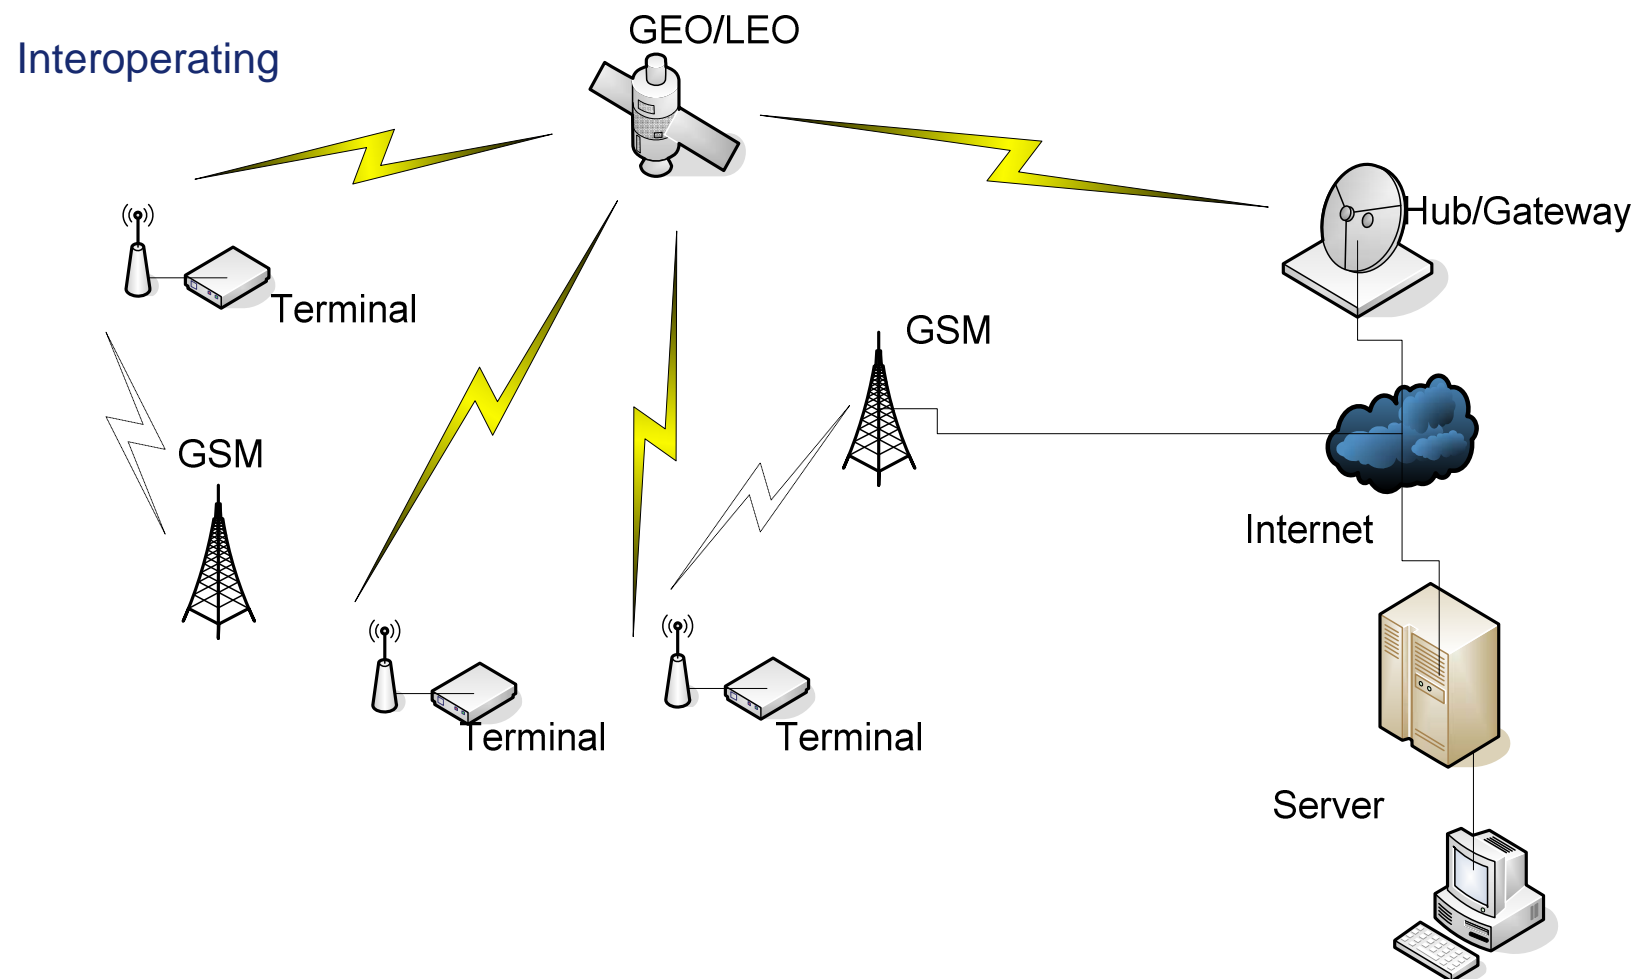 GEO/LEO
Interoperating
Hub/Gateway
Terminal
GSM
GSM
Internet
Terminal
Terminal
Server